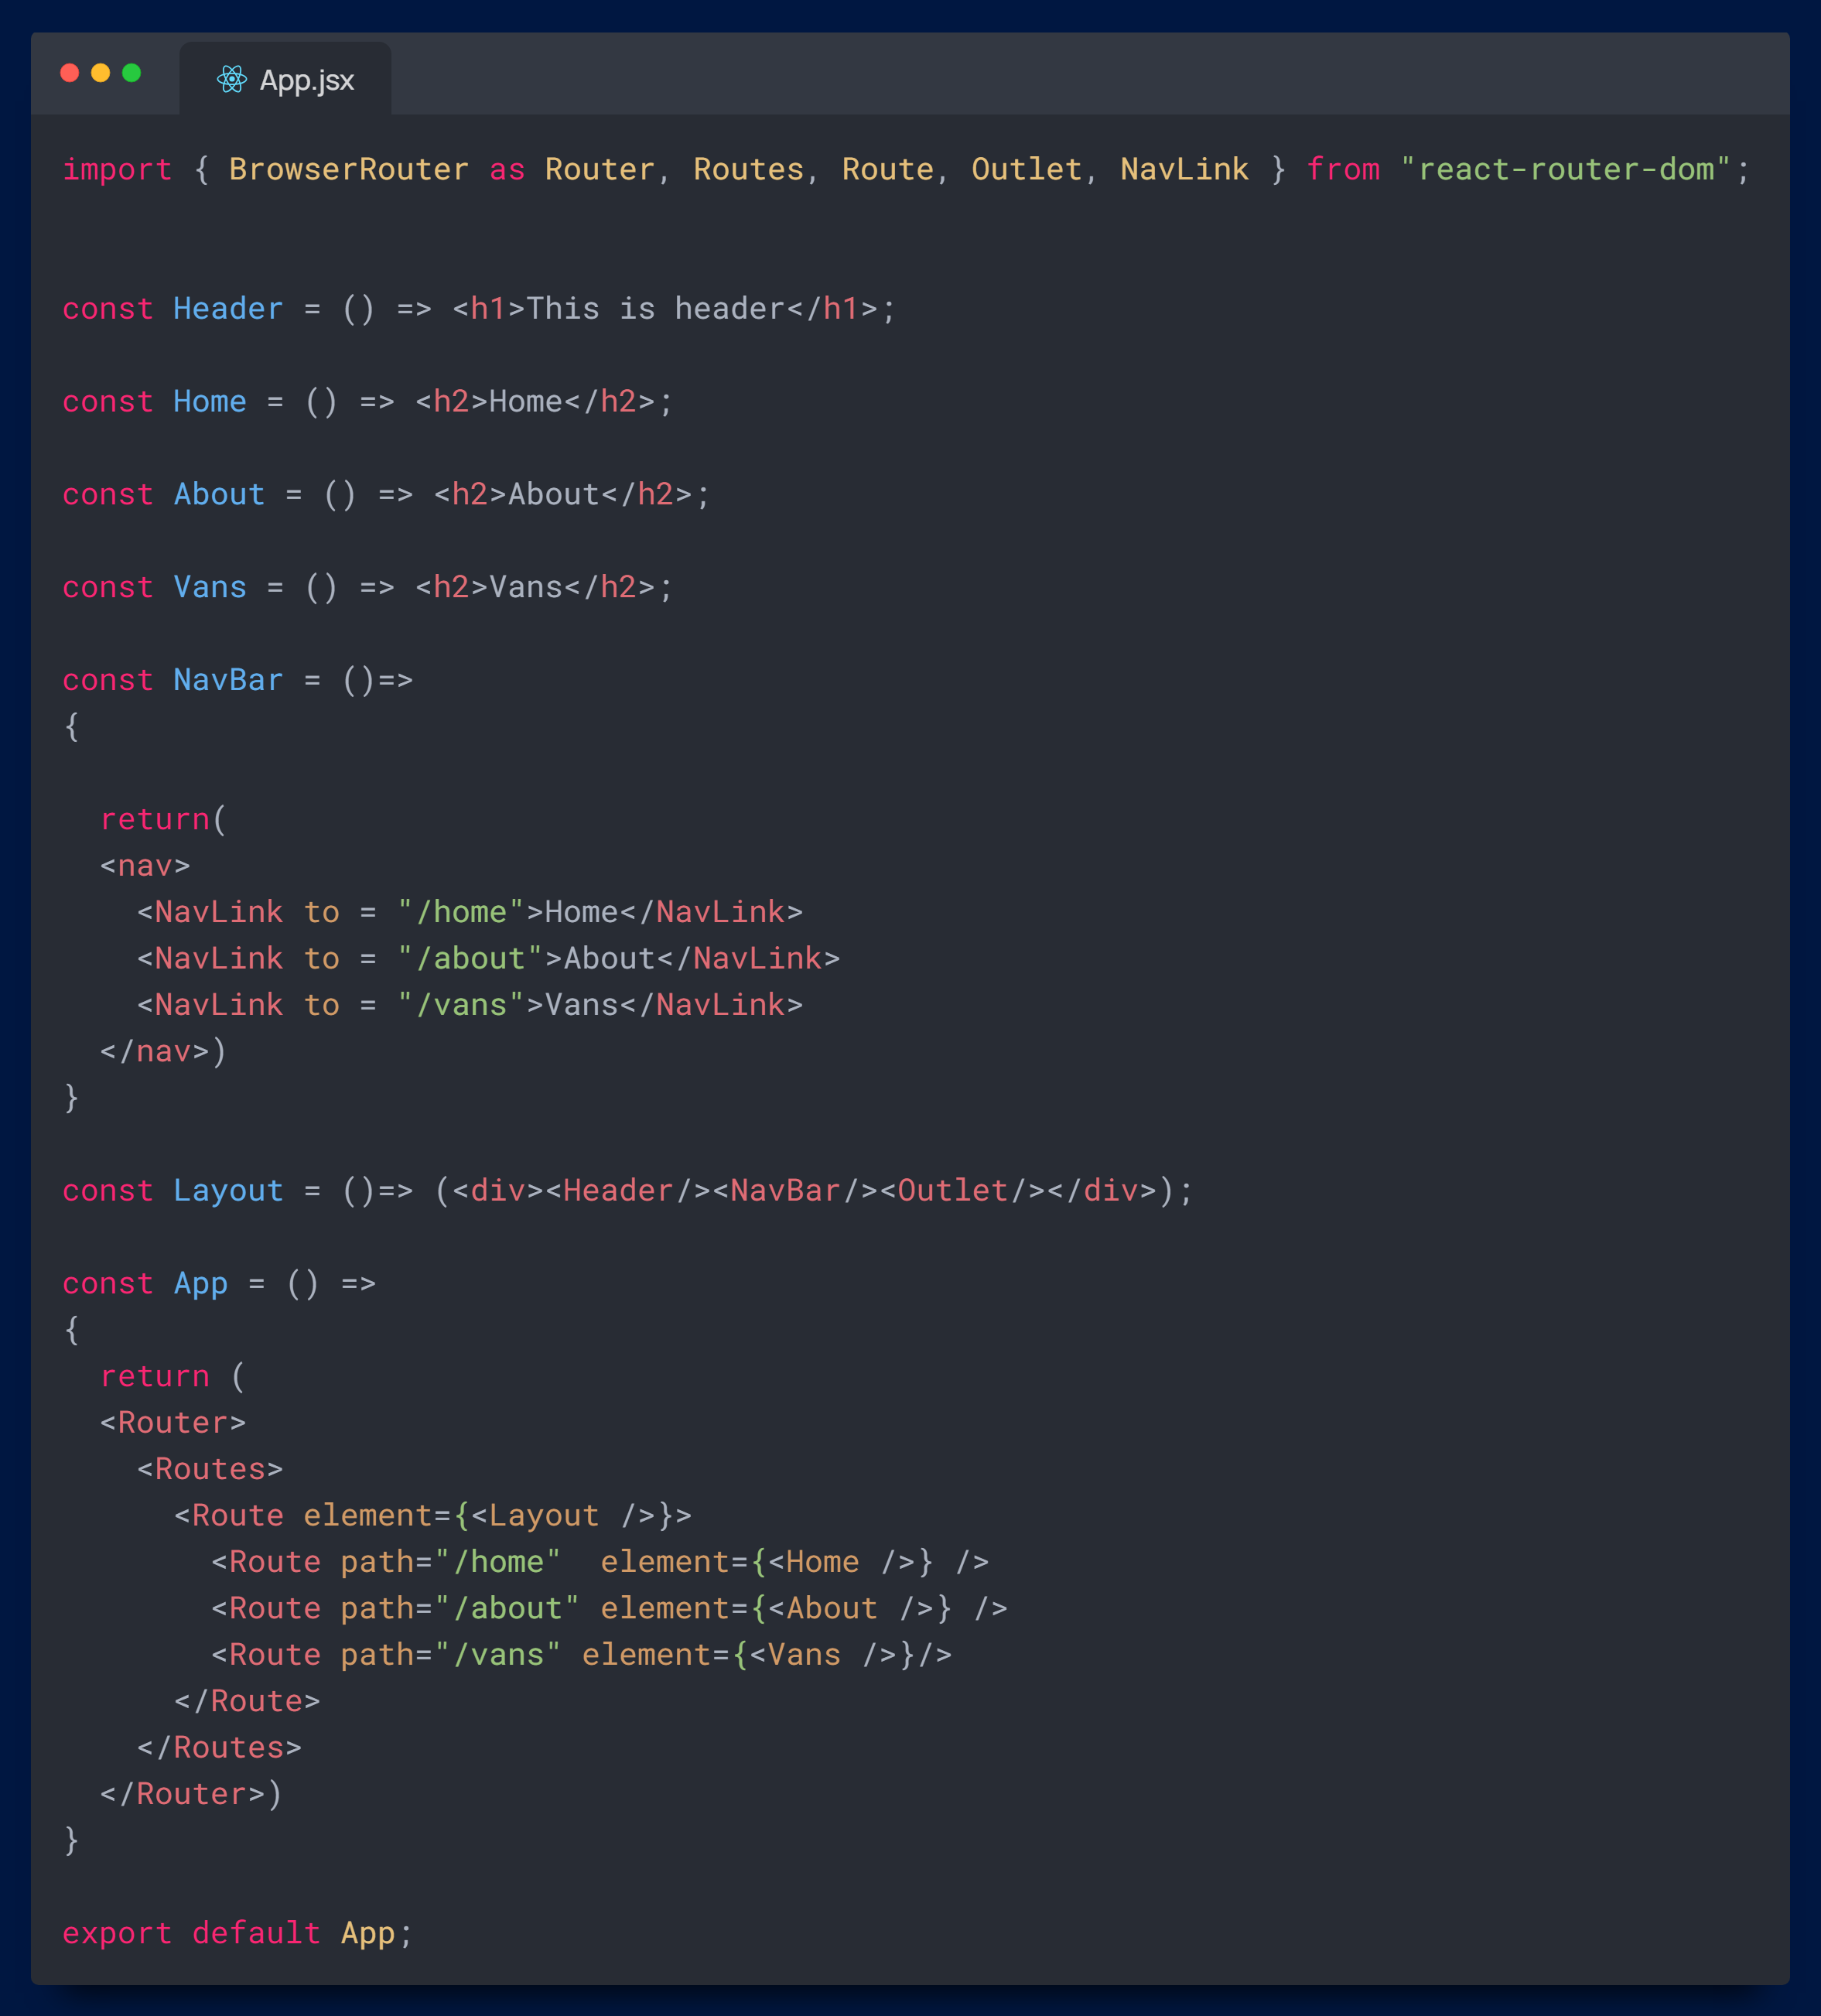 App.jsx
import { BrowserRouter as Router, Routes, Route, Outlet, NavLink } from "react-router-dom";
const Header = () => <h1>This is header</h1>;
const Home = () => <h2>Home</h2>;
const About = () => <h2>About</h2>;
const Vans = () => <h2>Vans</h2>;
const NavBar = ()=>
{
  return(
  <nav>
    <NavLink to = "/home">Home</NavLink>
    <NavLink to = "/about">About</NavLink>
    <NavLink to = "/vans">Vans</NavLink>
  </nav>)
}
const Layout = ()=> (<div><Header/><NavBar/><Outlet/></div>);
const App = () =>
{
  return (
  <Router>
    <Routes>
      <Route element={<Layout />}>
        <Route path="/home"  element={<Home />} />
        <Route path="/about" element={<About />} />
        <Route path="/vans" element={<Vans />}/>
      </Route>
    </Routes>
  </Router>)
}
export default App;